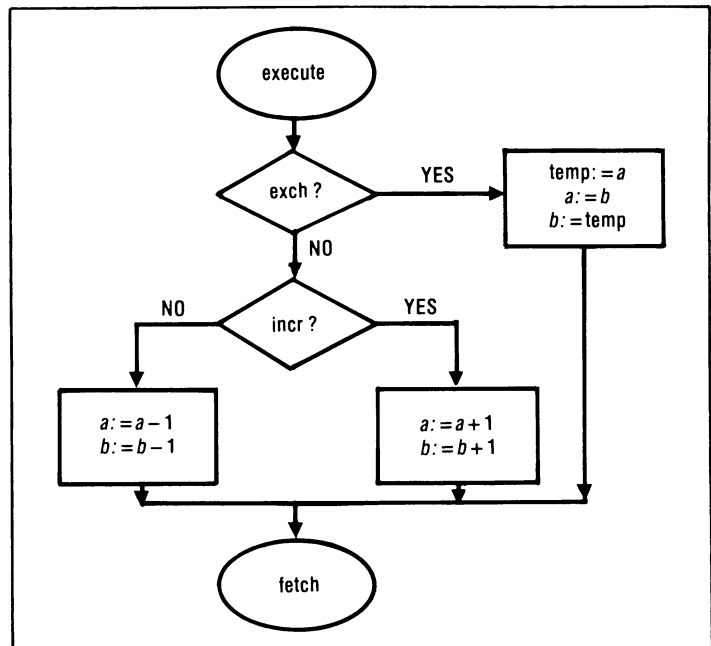 execute
exch ?
YES
temp: = a
a: = b
b: = temp
NO
incr ?
NO
YES
a: = a – 1
b: = b – 1
a: = a + 1
b: = b + 1
fetch